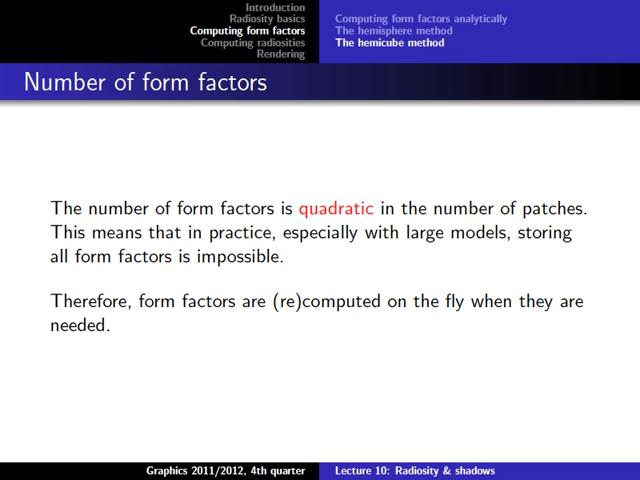 Introduction
Radiosity basics
Computing form factors
Computing radiosities
Rendering
Computing form factors analytically
The hemisphere method
The hemicube method
Number of form factors
The number of form factors is quadratic in the number of patches.
This means that in practice, especially with large models, storing
all form factors is impossible.
Therefore, form factors are (re)computed on the fly when they are
needed.
Graphics 2011/2012, 4th quarter
Lecture 10: Radiosity & shadows